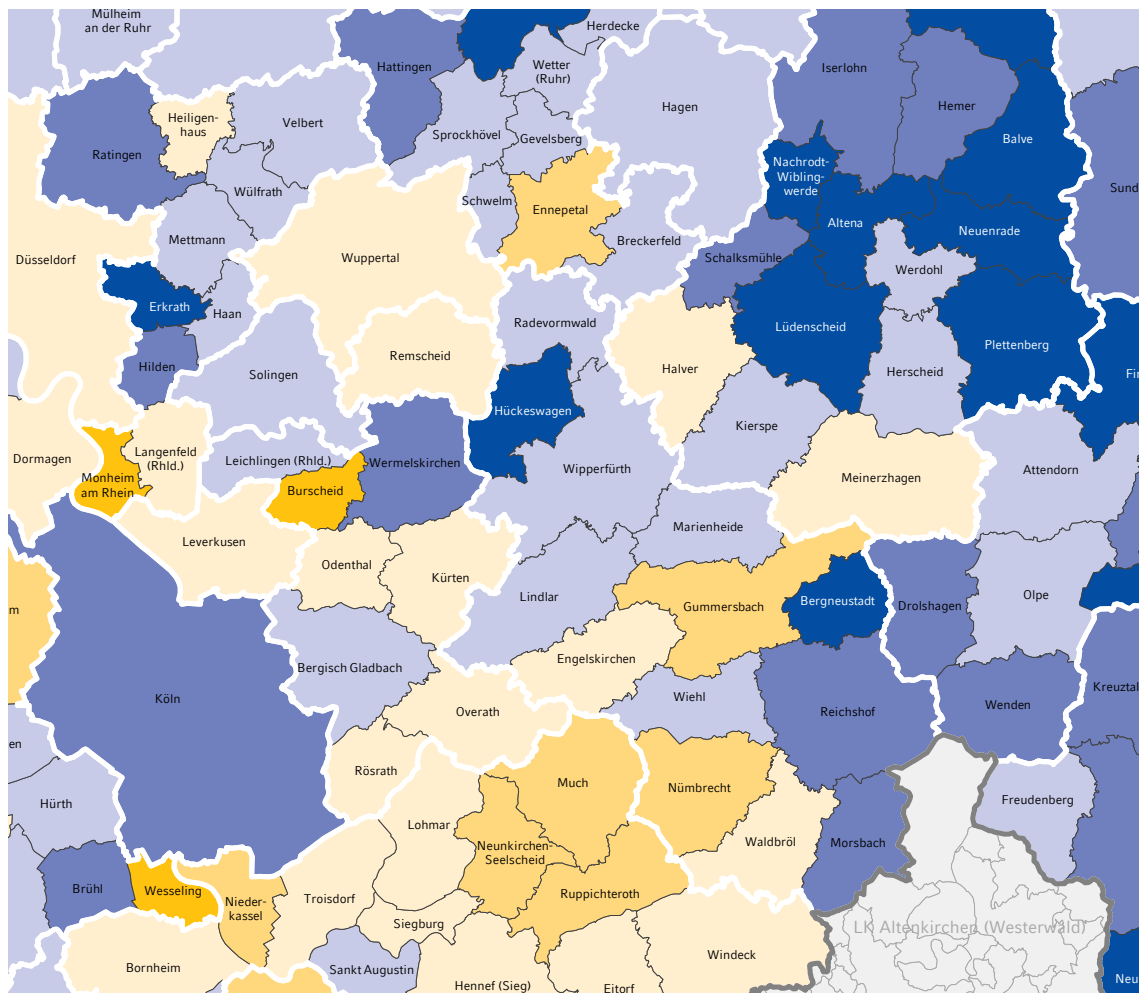 Mülheim
an der Ruhr
Herdecke
Hattingen
Wetter
(Ruhr)
Iserlohn
Hagen
Hemer
Heiligen-
haus
Velbert
Sprockhövel
Gevelsberg
Balve
Ratingen
Nachrodt-
Wibling-
werde
Sund
Wülfrath
Schwelm
Ennepetal
Altena
Neuenrade
Mettmann
Breckerfeld
Düsseldorf
Wuppertal
Schalksmühle
Werdohl
Erkrath
Haan
Radevormwald
Lüdenscheid
Plettenberg
Remscheid
Hilden
Solingen
Halver
Herscheid
Fin
Hückeswagen
Kierspe
Dormagen
Langenfeld
(Rhld.)
Leichlingen (Rhld.)
Wermelskirchen
Wipperfürth
Attendorn
Monheim
am Rhein
Burscheid
Meinerzhagen
Marienheide
Leverkusen
Odenthal
Kürten
Lindlar
Gummersbach
Bergneustadt
Drolshagen
Olpe
m
Bergisch Gladbach
Engelskirchen
Kreuztal
Köln
Wiehl
Overath
Reichshof
Wenden
en
Rösrath
Much
Nümbrecht
Hürth
Freudenberg
Lohmar
Neunkirchen-
Seelscheid
Waldbröl
Morsbach
Brühl
Wesseling
Nieder-
kassel
Troisdorf
Ruppichteroth
Siegburg
LK Altenkirchen (Westerwald)
Bornheim
Sankt Augustin
Windeck
Hennef (Sieg)
Eitorf
Neu